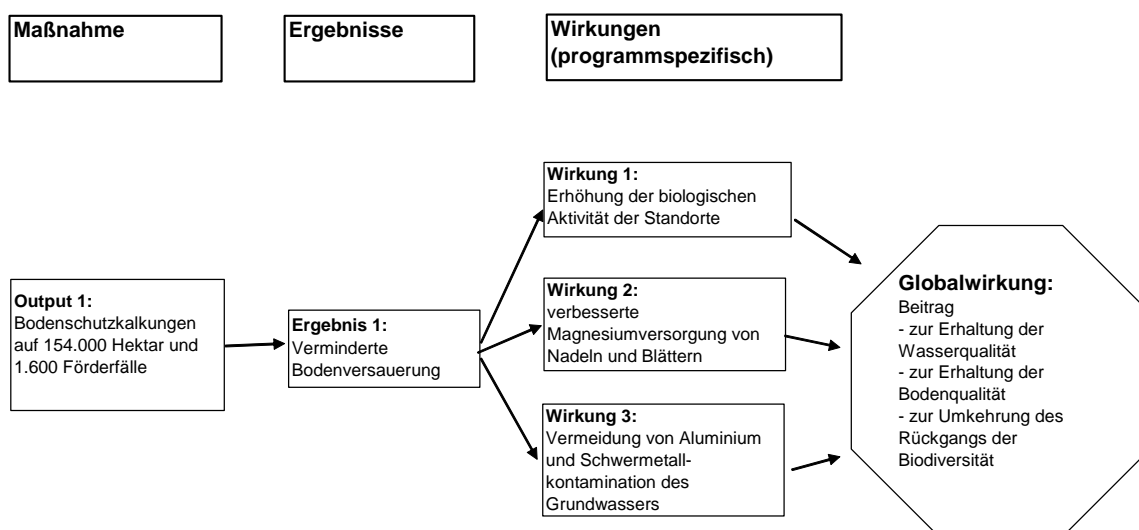 Maßnahme
Ergebnisse
Wirkungen
(programmspezifisch)
Output 1:
Bodenschutzkalkungen
auf 154.000 Hektar und
1.600 Förderfälle
Ergebnis 1:
Verminderte
Bodenversauerung
Wirkung 1:
Erhöhung der biologischen
Aktivität der Standorte
Wirkung 2:
verbesserte
Magnesiumversorgung von
Nadeln und Blättern
Wirkung 3:
Vermeidung von Aluminium
und Schwermetall-
kontamination des
Grundwassers
Globalwirkung:
Beitrag
- zur Erhaltung der
Wasserqualität
- zur Erhaltung der
Bodenqualität
- zur Umkehrung des
Rückgangs der
Biodiversität